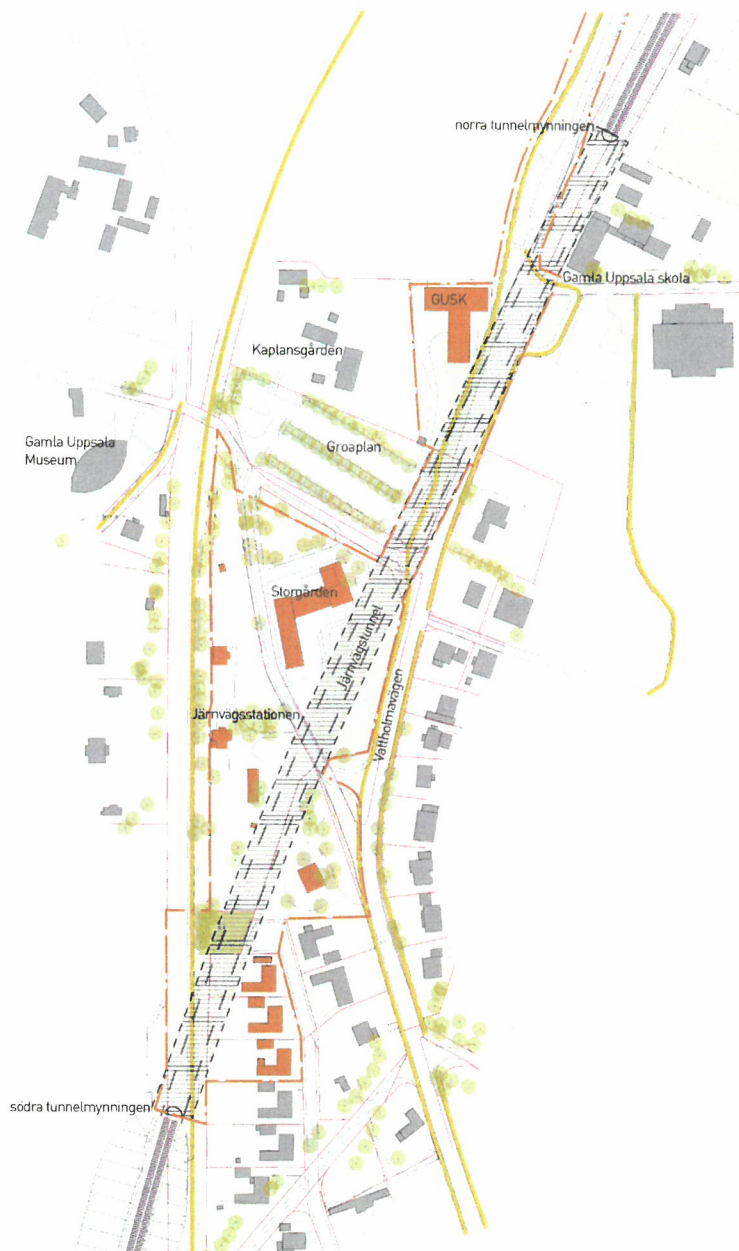 norra tunnelmynningen
Gamla Uppsala skola
GUSK
Kaplansgården
Gamla Uppsala
Museum
Groaplan
Storgården
Järnvägstunnel
Järnvägsstationen
Vattholmavägen
södra tunnelmynningen